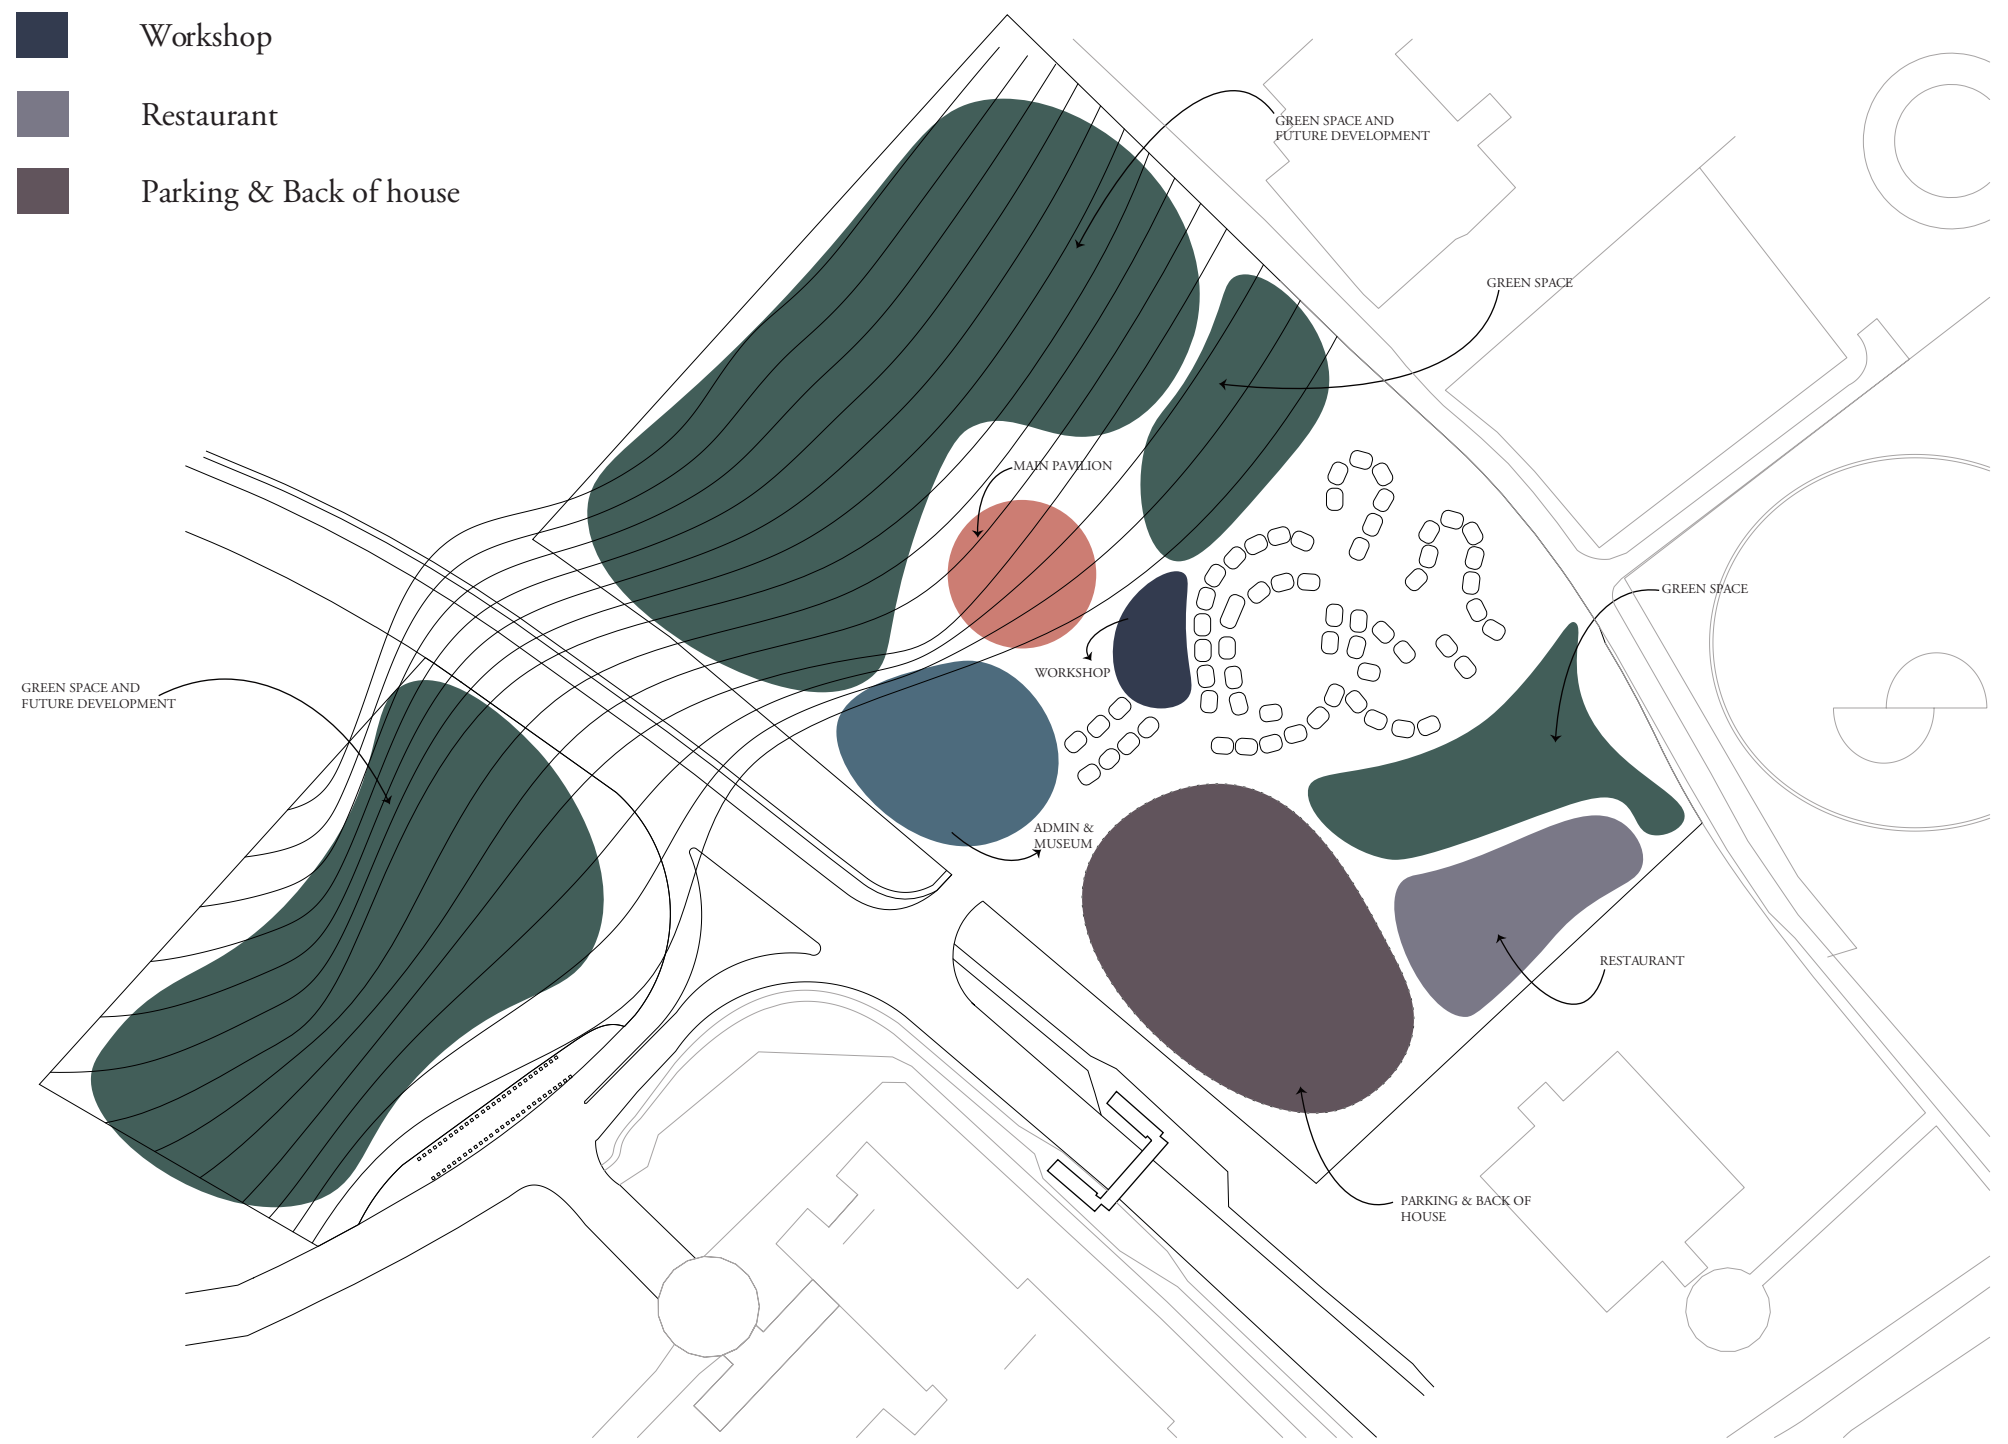 Workshop
Restaurant
Parking & Back of house
GREEN SPACE AND
FUTURE DEVELOPMENT
GREEN SPACE
MAIN PAVILION
GREEN SPACE
WORKSHOP
GREEN SPACE AND
FUTURE DEVELOPMENT
ADMIN &
MUSEUM
RESTAURANT
PARKING & BACK OF
HOUSE